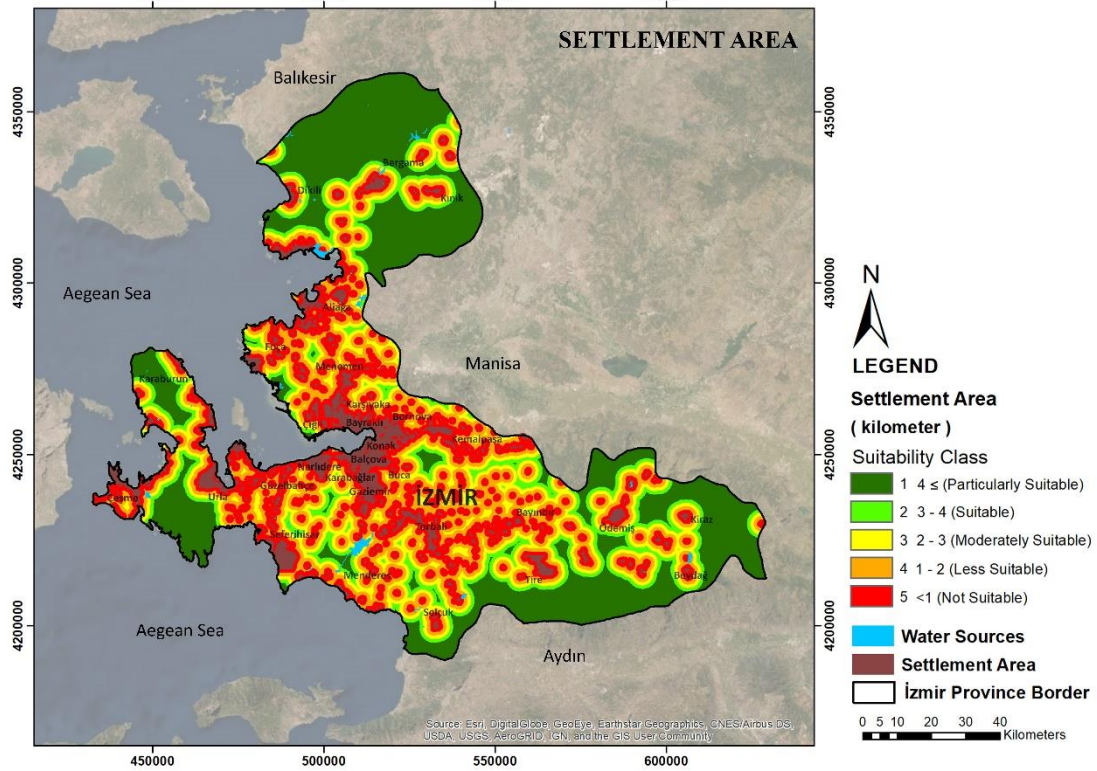 SETTLEMENT AREA
Balıkesir
Bergama
Dikili
Kınık
Aegean Sea
Aliağa
Foça
Manisa
Menemen
Karaburun
Karşıyaka
Çiğli
Bayraklı
Bornova
Kemalpaşa
Konak
Balçova
Narlıdere
Buca
Karabağlar
Güzelbahçe
Gaziemir
İZMİR
Çeşme
Urla
Bayındır
Ödemiş
Kiraz
Torbalı
Seferihisar
Menderes
Tire
Beydağ
Selçuk
Aegean Sea
Aydın
Source: Esri, DigitalGlobe, GeoEye, Earthstar Geographics, CNES/Airbus DS,
USDA, USGS, AeroGRID, IGN, and the GIS User Community
4350000
4300000
4250000
4200000
4350000
4300000
4250000
4200000
450000 500000 550000 600000
N
LEGEND
Settlement Area
( kilometer )
Suitability Class
1 4 ≤ (Particularly Suitable)
2 3 - 4 (Suitable)
3 2 - 3 (Moderately Suitable)
4 1 - 2 (Less Suitable)
5 <1 (Not Suitable)
Water Sources
Settlement Area
İzmir Province Border
0 5 10 20 30 40
Kilometers